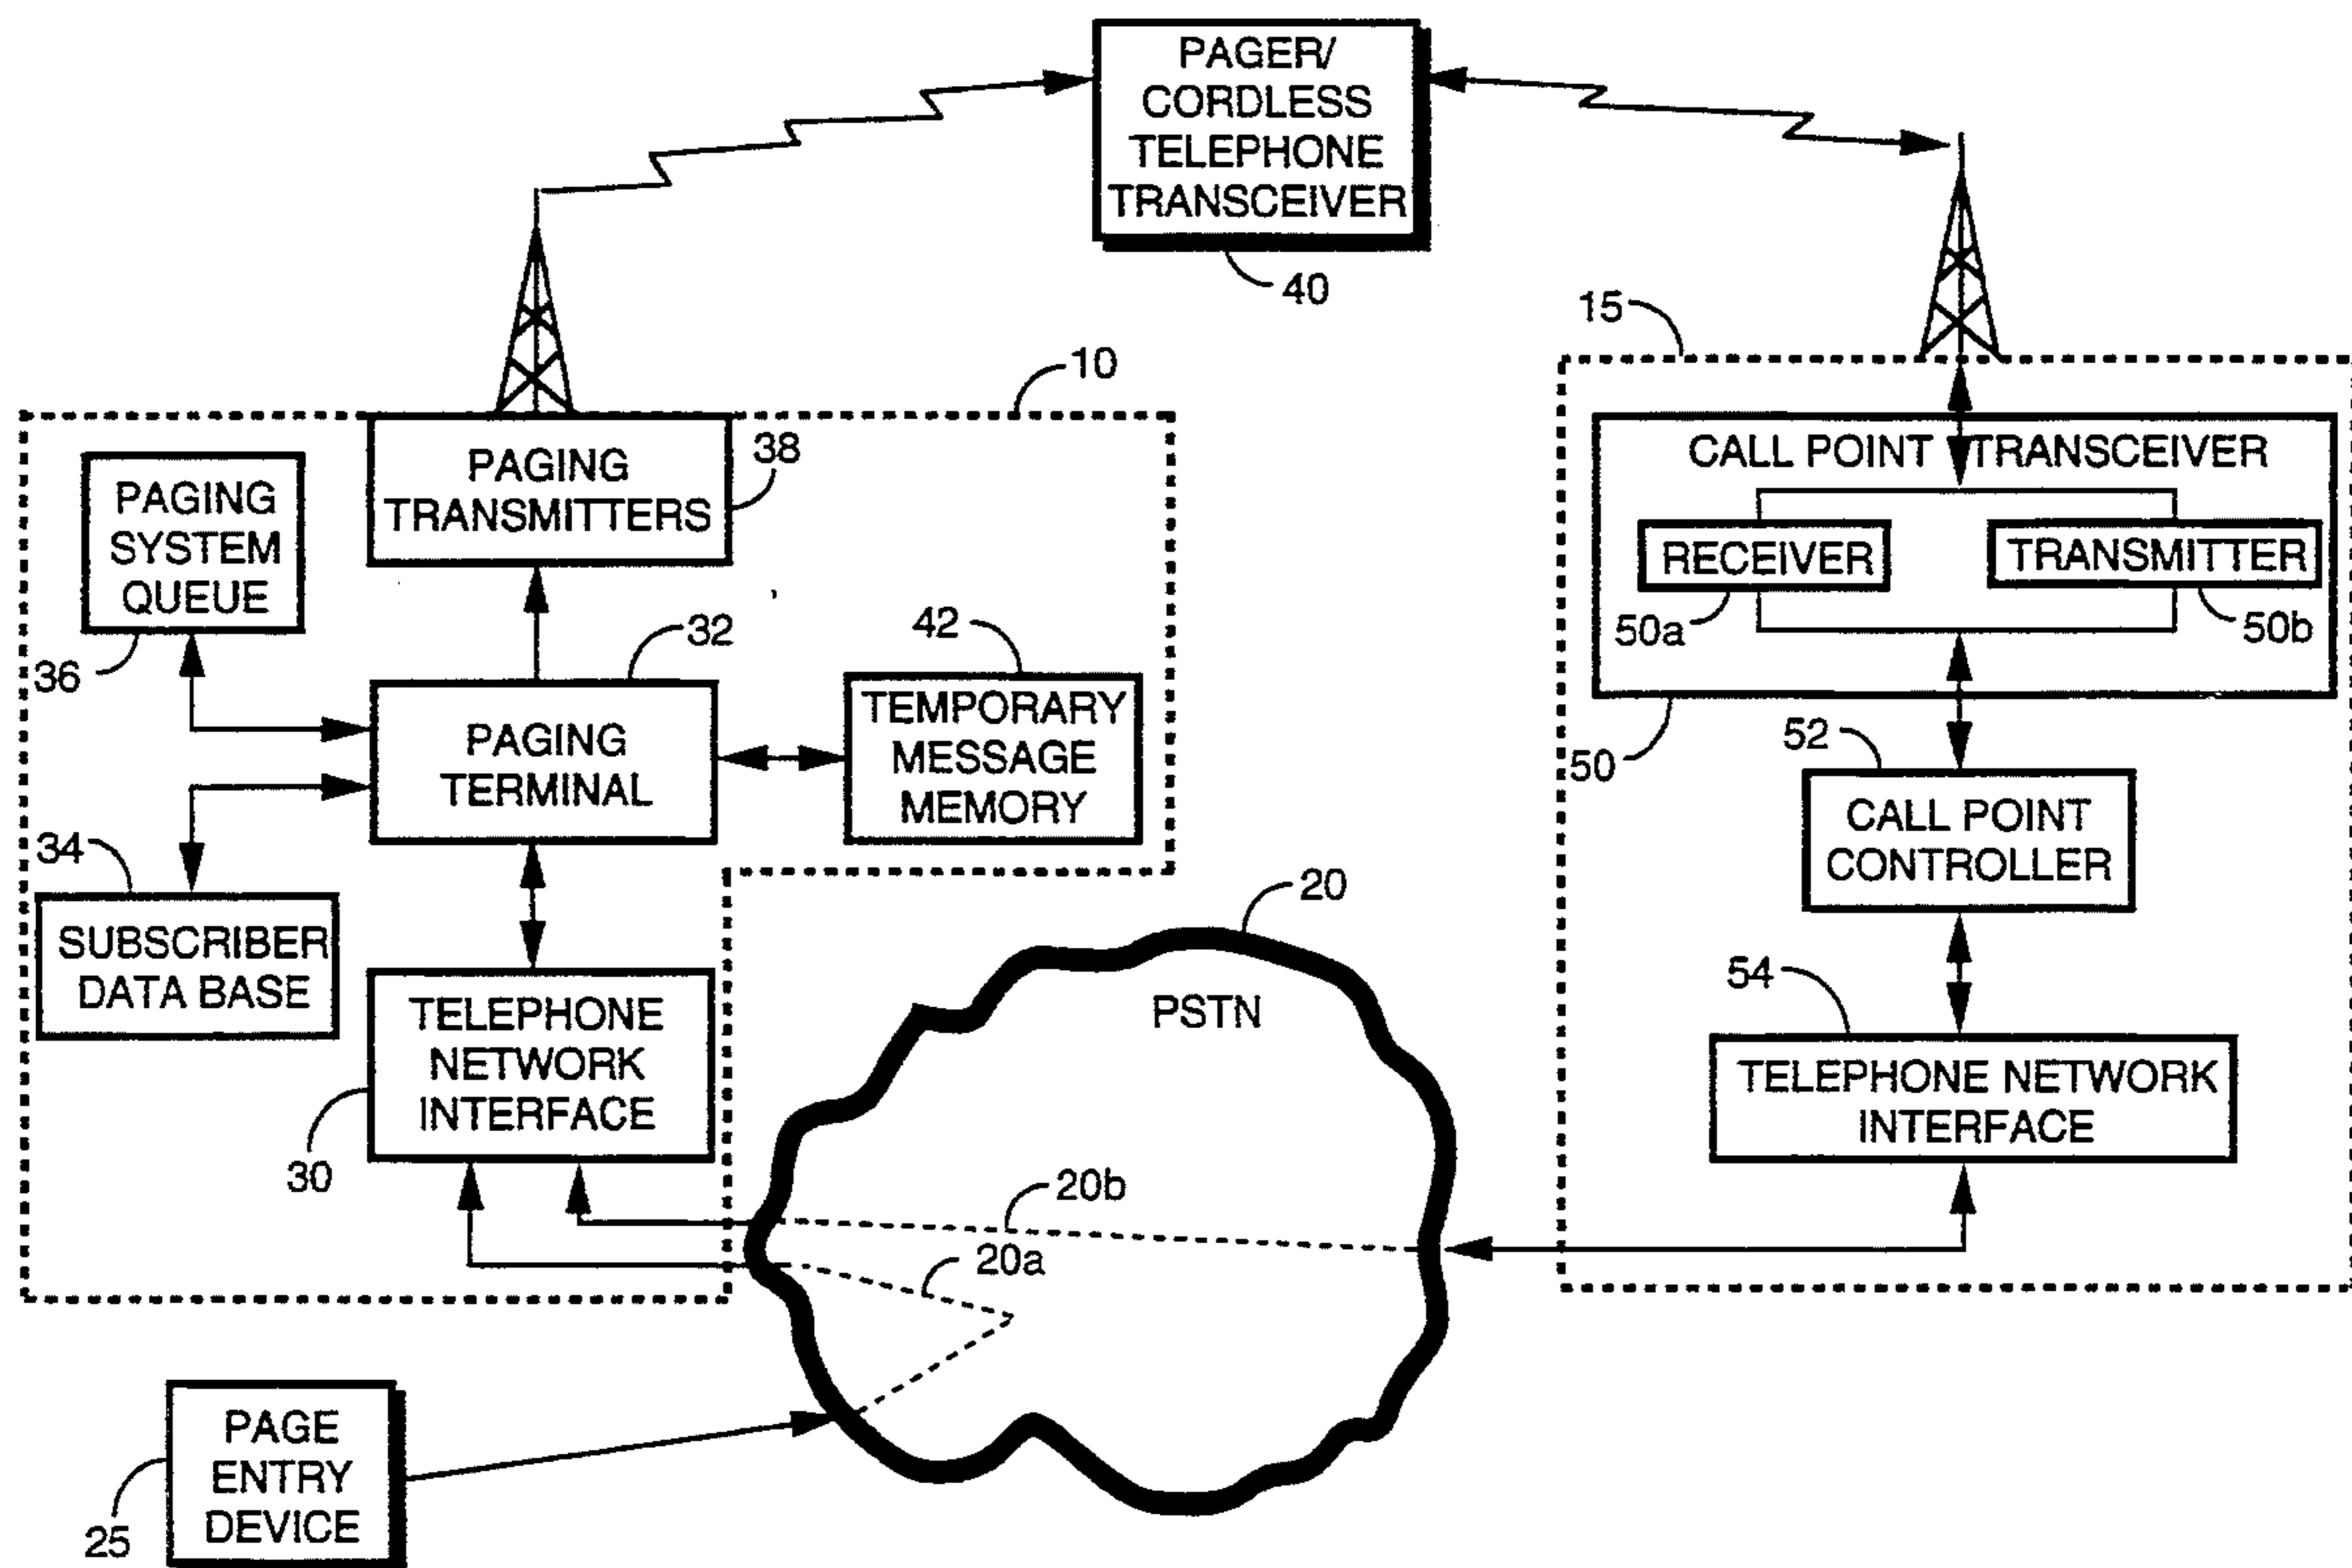 PAGER/
CORDLESS
TELEPHONE
TRANSCEIVER
40
15
10
PAGING
TRANSMITTERS
38
PAGING
SYSTEM
QUEUE
36
CALL POINT TRANSCEIVER
RECEIVER
TRANSMITTER
50a
50b
50
32
42
PAGING
TERMINAL
TEMPORARY
MESSAGE
MEMORY
52
CALL POINT
CONTROLLER
34
SUBSCRIBER
DATA BASE
20
PSTN
54
TELEPHONE
NETWORK
INTERFACE
30
TELEPHONE NETWORK
INTERFACE
20b
20a
PAGE
ENTRY
DEVICE
25